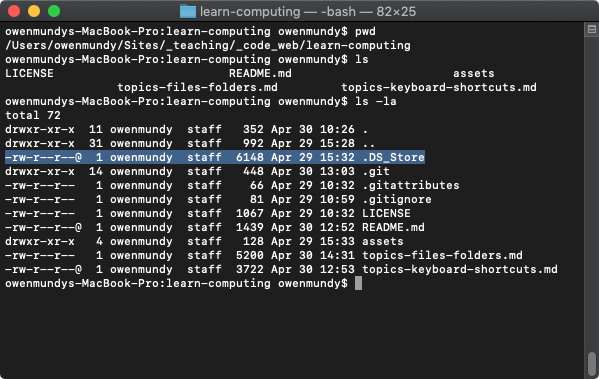 learn-computing — -bash — 82×25
owenmundys-MacBook-Pro:learn-computing owenmundy$ pwd
/Users/owenmundy/Sites/_teaching/_code_web/learn-computing
owenmundys-MacBook-Pro:learn-computing owenmundy$ ls
LICENSE README.md assets
topics-files-folders.md topics-keyboard-shortcuts.md
owenmundys-MacBook-Pro:learn-computing owenmundy$ ls -la
total 72
drwxr-xr-x 11 owenmundy staff 352 Apr 30 10:26 .
drwxr-xr-x 31 owenmundy staff 992 Apr 29 15:28 ..
-rw-r--r--@ 1 owenmundy staff 6148 Apr 29 15:32 .DS_Store
drwxr-xr-x 14 owenmundy staff 448 Apr 30 13:03 .git
-rw-r--r-- 1 owenmundy staff 66 Apr 29 10:32 .gitattributes
-rw-r--r-- 1 owenmundy staff 81 Apr 29 10:59 .gitignore
-rw-r--r-- 1 owenmundy staff 1067 Apr 29 10:32 LICENSE
-rw-r--r--@ 1 owenmundy staff 1439 Apr 30 12:52 README.md
drwxr-xr-x 4 owenmundy staff 128 Apr 29 15:33 assets
-rw-r--r-- 1 owenmundy staff 5200 Apr 30 14:31 topics-files-folders.md
-rw-r--r--@ 1 owenmundy staff 3722 Apr 30 12:53 topics-keyboard-shortcuts.md
owenmundys-MacBook-Pro:learn-computing owenmundy$